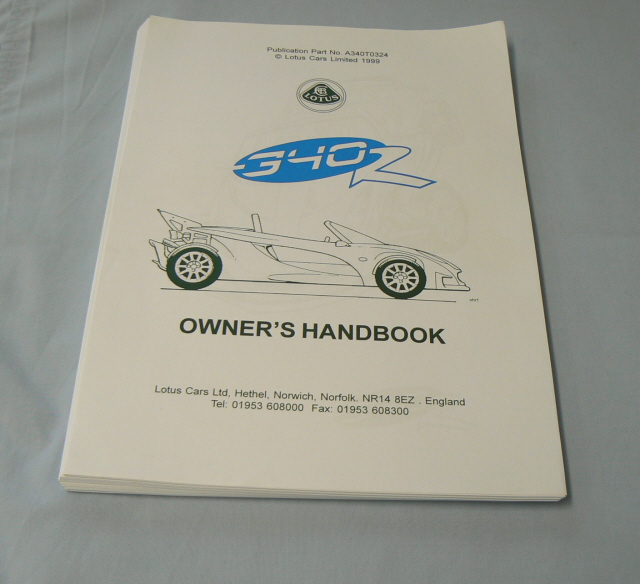 Publication Part No. A340T0324
© Lotus Cars Limited 1999
LOTUS
340R
OWNER'S HANDBOOK
Lotus Cars Ltd, Hethel, Norwich, Norfolk. NR14 8EZ . England
Tel: 01953 608000 Fax: 01953 608300